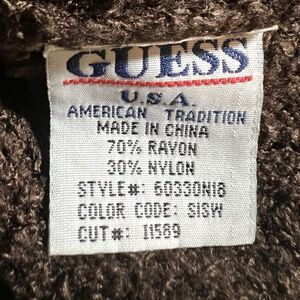 GUESS
U.S.A.
AMERICAN TRADITION
MADE IN CHINA
70% RAYON
30% NYLON
STYLE#: 60330N18
COLOR CODE: SISW
CUT#: 11589